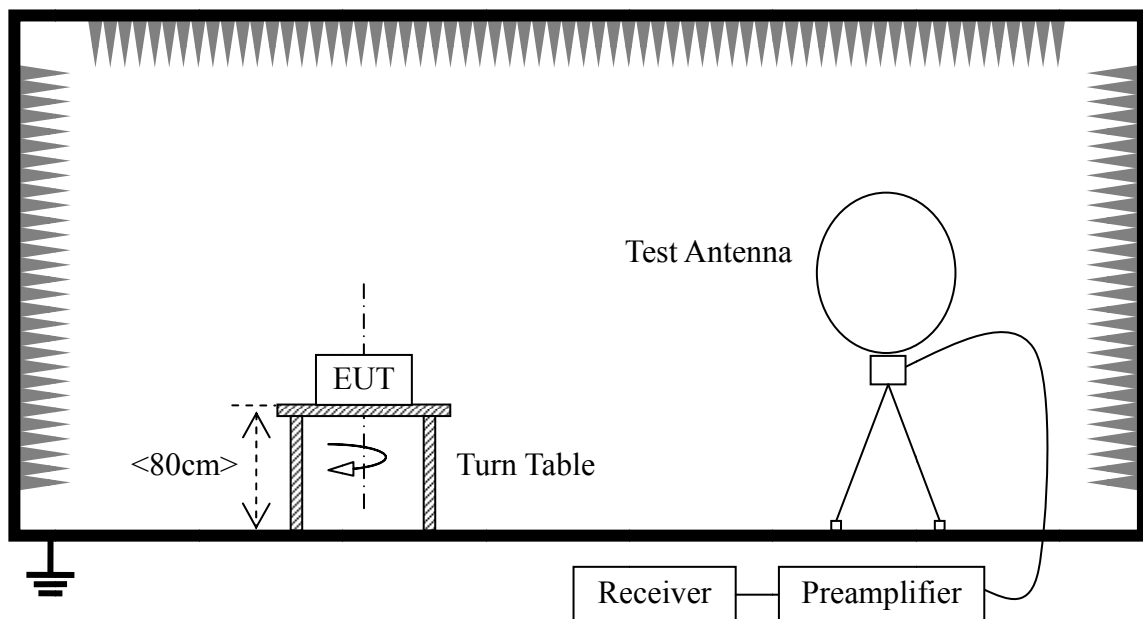 Test Antenna
EUT
<80cm>
Turn Table
Receiver
Preamplifier